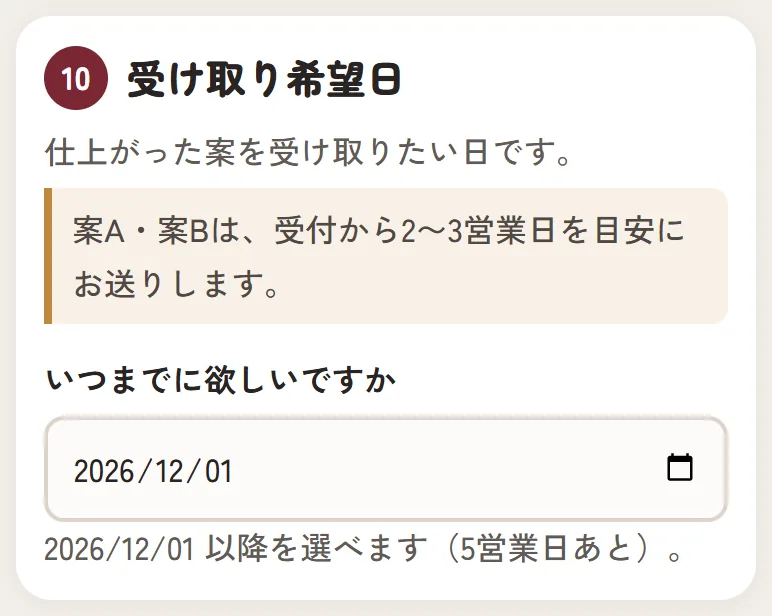 10 受け取り希望日
仕上がった案を受け取りたい日です。
案A・案Bは、受付から2〜3営業日を目安に
お送りします。
いつまでに欲しいですか
2026/12/01
2026/12/01 以降を選べます（5営業日あと）。